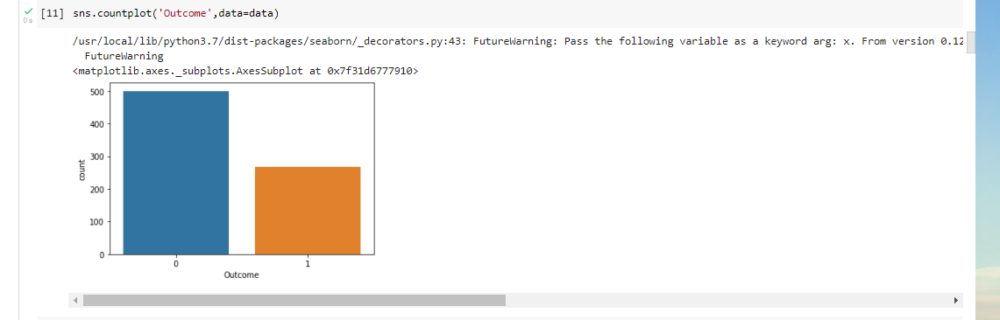 [11] sns.countplot('Outcome',data=data)
0s
/usr/local/lib/python3.7/dist-packages/seaborn/_decorators.py:43: FutureWarning: Pass the following variable as a keyword arg: x. From version 0.12
FutureWarning
<matplotlib.axes._subplots.AxesSubplot at 0x7f31d6777910>
500
400
300
200
100
0
count
0 1
Outcome